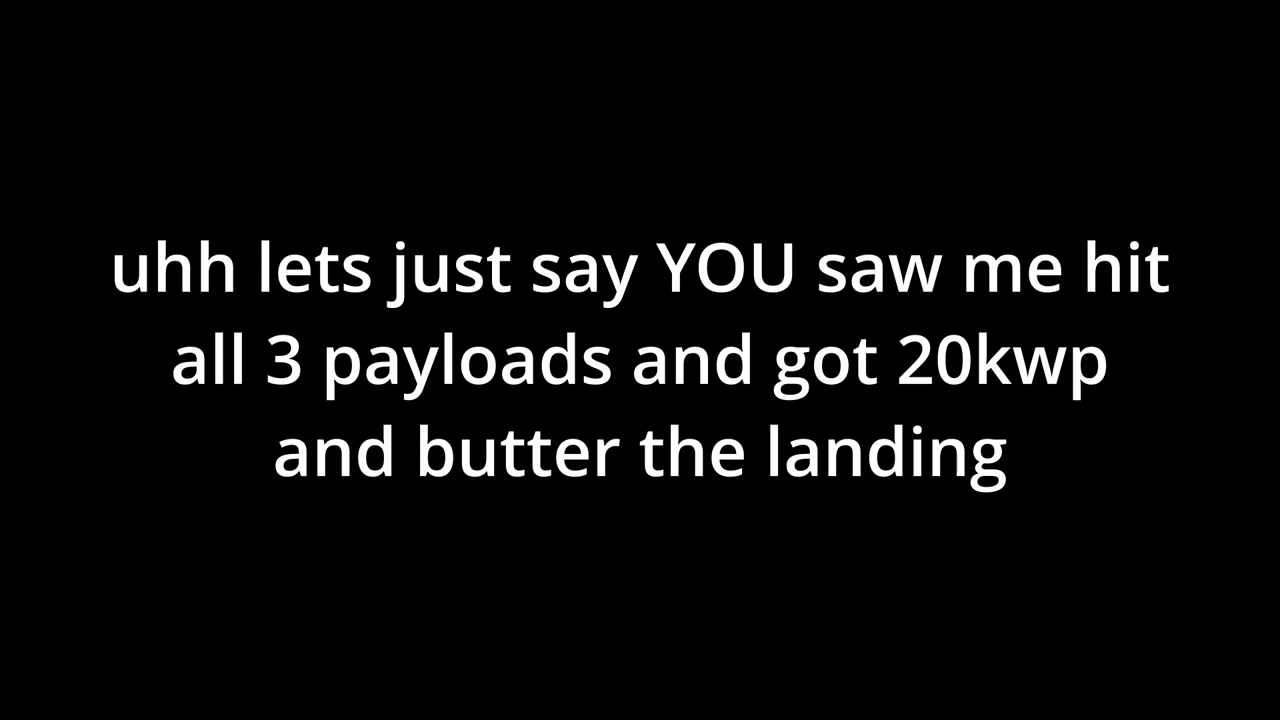 uhh lets just say YOU saw me hit
all 3 payloads and got 20kwp
and butter the landing